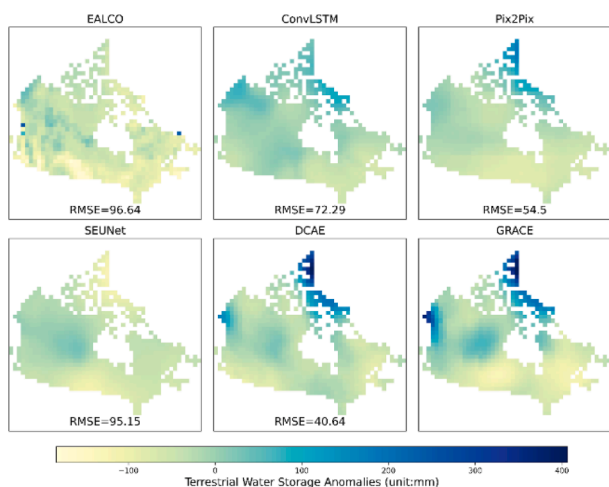 EALCO ConvLSTM Pix2Pix
RMSE=96.64 RMSE=72.29 RMSE=54.5
SEUNet DCAE GRACE
RMSE=95.15 RMSE=40.64
−100 0 100 200 300 400
Terrestrial Water Storage Anomalies (unit:mm)